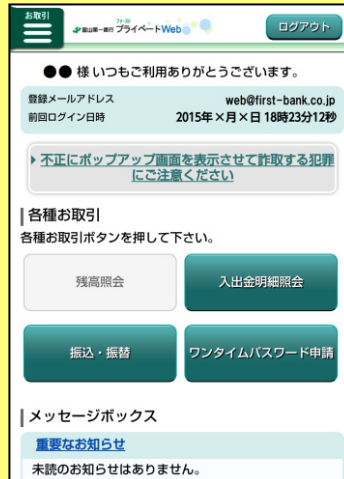 お取引
富山第一銀行 ファースト プライベートWeb
ログアウト
●● 様 いつもご利用ありがとうございます。
登録メールアドレス web@first-bank.co.jp
前回ログイン日時 2015年×月×日 18時23分12秒
不正にポップアップ画面を表示させて詐取する犯罪
にご注意ください
各種お取引
各種お取引ボタンを押して下さい。
残高照会 入出金明細照会
振込・振替 ワンタイムパスワード申請
メッセージボックス
重要なお知らせ
未読のお知らせはありません。